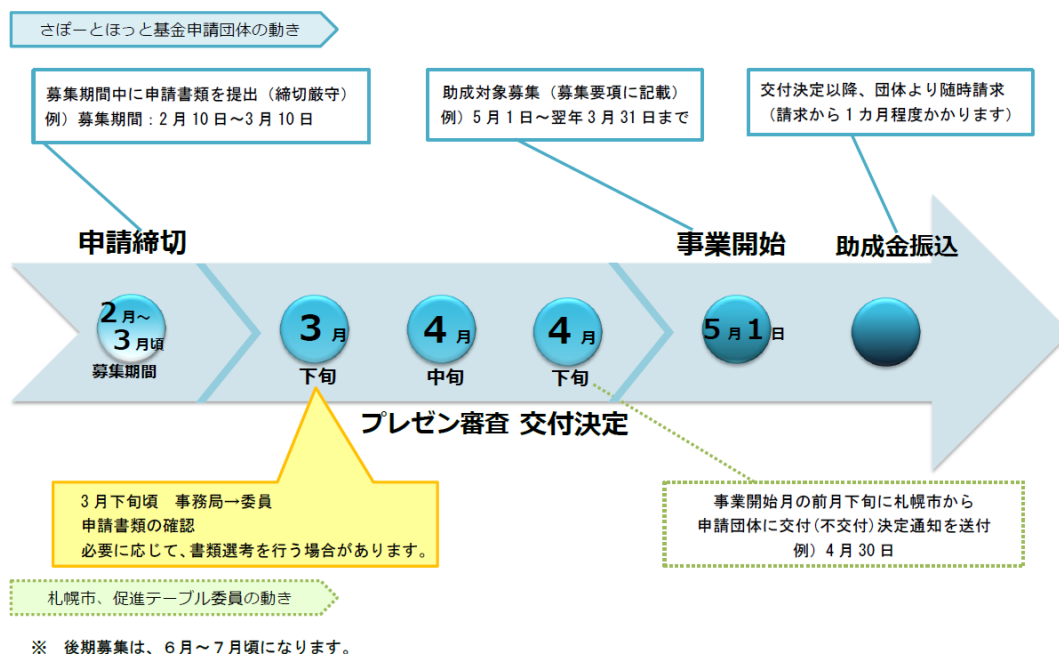 さぽーとほっと基金申請団体の動き
募集期間中に申請書類を提出（締切厳守）
例）募集期間：2月10日～3月10日
助成対象募集（募集要項に記載）
例）5月1日～翌年3月31日まで
交付決定以降、団体より随時請求
（請求から1カ月程度かかります）
申請締切
事業開始
助成金振込
2月～
3月頃
募集期間
3月
下旬
4月
中旬
4月
下旬
5月1日
プレゼン審査 交付決定
3月下旬頃　事務局→委員
申請書類の確認
必要に応じて、書類選考を行う場合があります。
事業開始月の前月下旬に札幌市から
申請団体に交付(不交付)決定通知を送付
例）4月30日
札幌市、促進テーブル委員の動き
※　後期募集は、6月～7月頃になります。